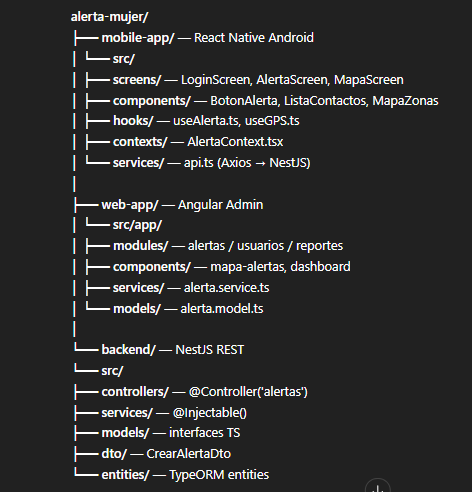 alerta-mujer/
├── mobile-app/ — React Native Android
│ └── src/
│ ├── screens/ — LoginScreen, AlertaScreen, MapaScreen
│ ├── components/ — BotonAlerta, ListaContactos, MapaZonas
│ ├── hooks/ — useAlerta.ts, useGPS.ts
│ ├── contexts/ — AlertaContext.tsx
│ └── services/ — api.ts (Axios → NestJS)
│
├── web-app/ — Angular Admin
│ └── src/app/
│ ├── modules/ — alertas / usuarios / reportes
│ ├── components/ — mapa-alertas, dashboard
│ ├── services/ — alerta.service.ts
│ └── models/ — alerta.model.ts
│
└── backend/ — NestJS REST
└── src/
├── controllers/ — @Controller('alertas')
├── services/ — @Injectable()
├── models/ — interfaces TS
├── dto/ — CrearAlertaDto
└── entities/ — TypeORM entities